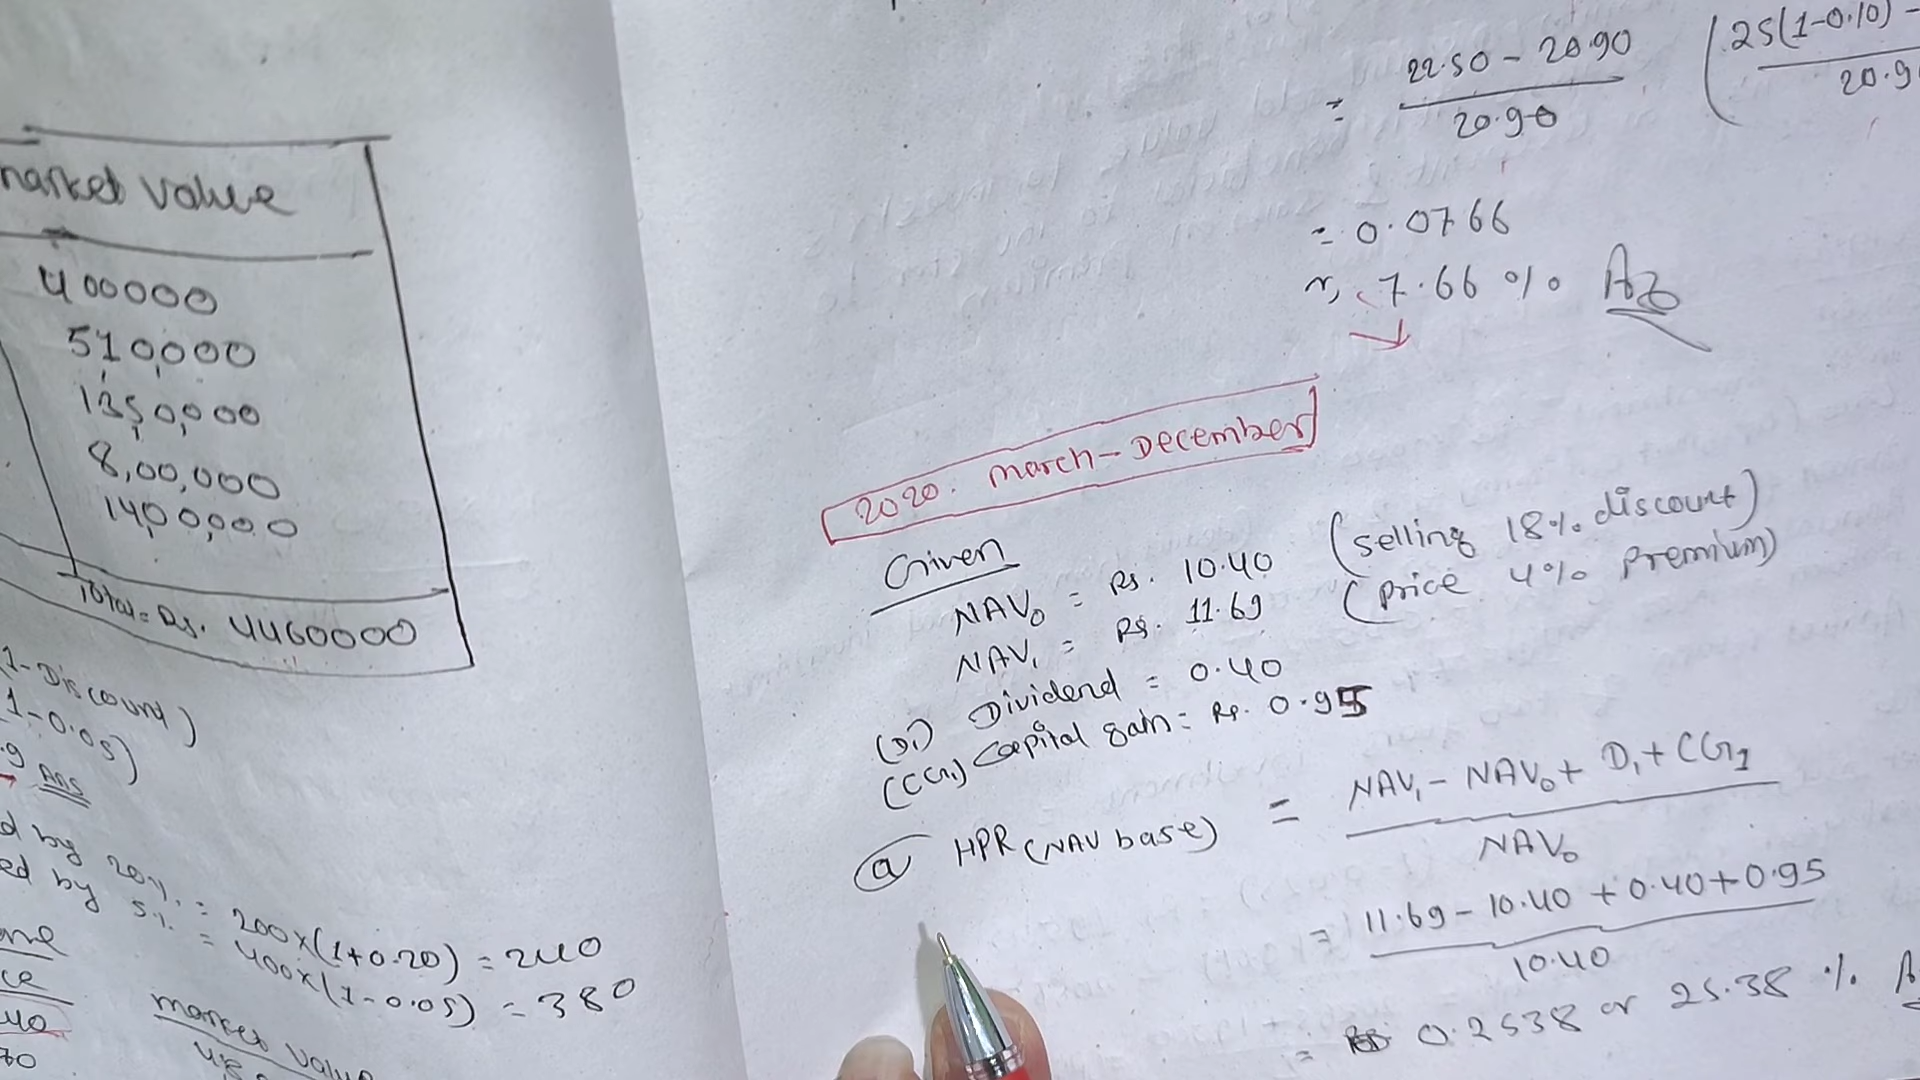 market value
400000
510,000
1350,000
8,00,000
1400,000
Total = Rs. 4460000
1-Discount)
1-0.05)
.9 Ans
d by 20%. = 200x(1+0.20) = 240
ed by 5%. = 400x(1-0.05) = 380
market value
= 22.50 - 20.90 / 20.90 (25(1-0.10) - / 20.9
= 0.0766
7.66 %
2020. march - December
Given
NAV₀ = Rs. 10.40 (selling 18% discount)
NAV₁ = Rs. 11.69 (price 4% premium)
(D₁) Dividend = 0.40
(CG₁) Capital gain = Rs. 0.95
(a) HPR (NAV base) = NAV₁ - NAV₀ + D₁ + CG₁ / NAV₀
= 11.69 - 10.40 + 0.40 + 0.95 / 10.40
= 0.2538 or 25.38 %